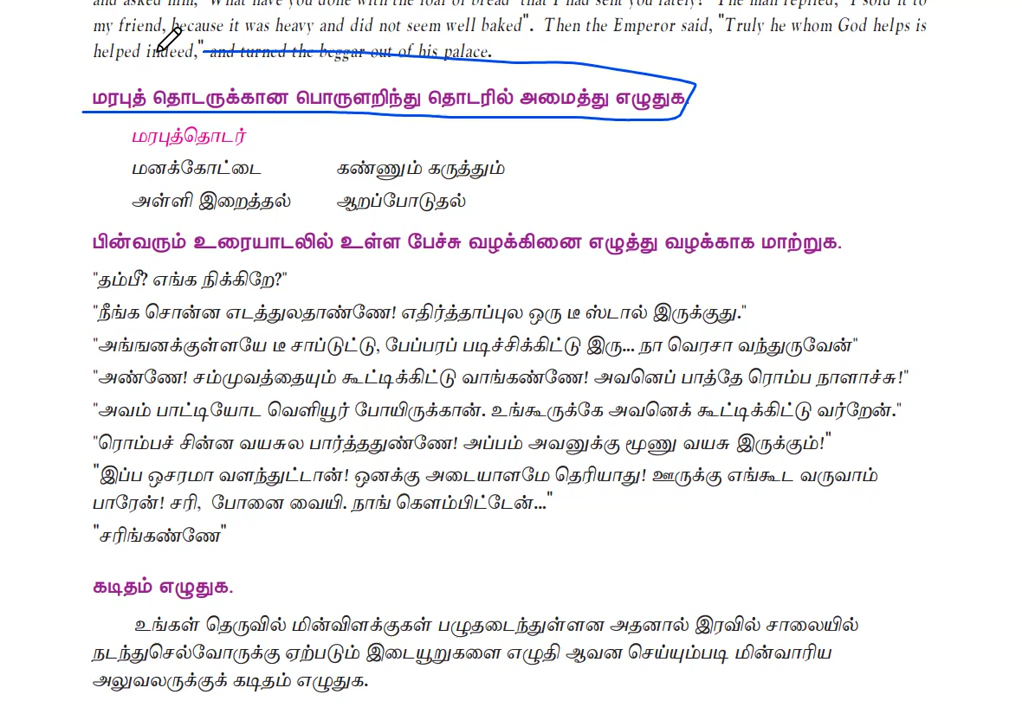 and asked him, "What have you done with the loaf of bread that I had sent you lately?" The man replied, "I sold it to
my friend, because it was heavy and did not seem well baked". Then the Emperor said, "Truly he whom God helps is
helped indeed," and turned the beggar out of his palace.
மரபுத் தொடருக்கான பொருளறிந்து தொடரில் அமைத்து எழுதுக.
மரபுத்தொடர்
மனக்கோட்டை கண்ணும் கருத்தும்
அள்ளி இறைத்தல் ஆறப்போடுதல்
பின்வரும் உரையாடலில் உள்ள பேச்சு வழக்கினை எழுத்து வழக்காக மாற்றுக.
"தம்பீ? எங்க நிக்கிறே?"
"நீங்க சொன்ன எடத்துலதாண்ணே! எதிர்த்தாப்புல ஒரு டீ ஸ்டால் இருக்குது."
"அங்ஙனக்குள்ளயே டீ சாப்டுட்டு, பேப்பரப் படிச்சிக்கிட்டு இரு... நா வெரசா வந்துருவேன்"
"அண்ணே! சம்முவத்தையும் கூட்டிக்கிட்டு வாங்கண்ணே! அவனெப் பாத்தே ரொம்ப நாளாச்சு!"
"அவம் பாட்டியோட வெளியூர் போயிருக்கான். உங்கூருக்கே அவனெக் கூட்டிக்கிட்டு வர்றேன்."
"ரொம்பச் சின்ன வயசுல பார்த்ததுண்ணே! அப்பம் அவனுக்கு மூணு வயசு இருக்கும்!"
"இப்ப ஒசரமா வளந்துட்டான்! ஒனக்கு அடையாளமே தெரியாது! ஊருக்கு எங்கூட வருவாம்
பாரேன்! சரி, போனை வையி. நாங் கெளம்பிட்டேன்..."
"சரிங்கண்ணே"
கடிதம் எழுதுக.
உங்கள் தெருவில் மின்விளக்குகள் பழுதடைந்துள்ளன அதனால் இரவில் சாலையில்
நடந்துசெல்வோருக்கு ஏற்படும் இடையூறுகளை எழுதி ஆவன செய்யும்படி மின்வாரிய
அலுவலருக்குக் கடிதம் எழுதுக.